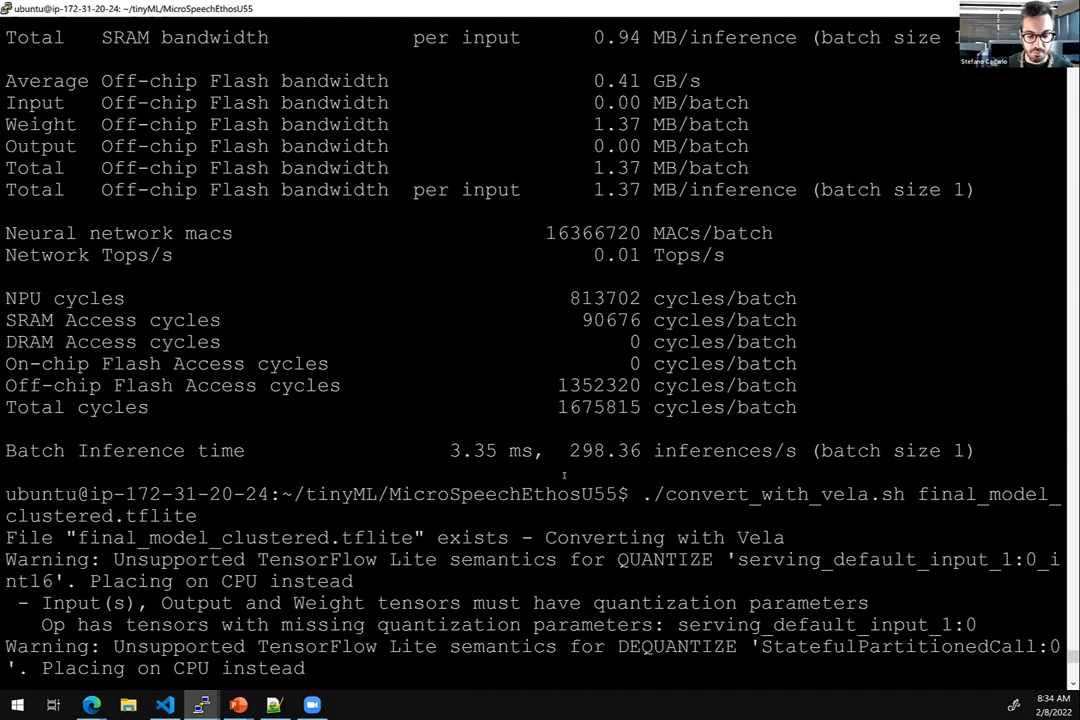 ubuntu@ip-172-31-20-24: ~/tinyML/MicroSpeechEthosU55
Total SRAM bandwidth per input 0.94 MB/inference (batch size
Average Off-chip Flash bandwidth 0.41 GB/s
Input Off-chip Flash bandwidth 0.00 MB/batch
Weight Off-chip Flash bandwidth 1.37 MB/batch
Output Off-chip Flash bandwidth 0.00 MB/batch
Total Off-chip Flash bandwidth 1.37 MB/batch
Total Off-chip Flash bandwidth per input 1.37 MB/inference (batch size 1)
Neural network macs 16366720 MACs/batch
Network Tops/s 0.01 Tops/s
NPU cycles 813702 cycles/batch
SRAM Access cycles 90676 cycles/batch
DRAM Access cycles 0 cycles/batch
On-chip Flash Access cycles 0 cycles/batch
Off-chip Flash Access cycles 1352320 cycles/batch
Total cycles 1675815 cycles/batch
Batch Inference time 3.35 ms, 298.36 inferences/s (batch size 1)
ubuntu@ip-172-31-20-24:~/tinyML/MicroSpeechEthosU55$ ./convert_with_vela.sh final_model_
clustered.tflite
File "final_model_clustered.tflite" exists - Converting with Vela
Warning: Unsupported TensorFlow Lite semantics for QUANTIZE 'serving_default_input_1:0_i
nt16'. Placing on CPU instead
- Input(s), Output and Weight tensors must have quantization parameters
Op has tensors with missing quantization parameters: serving_default_input_1:0
Warning: Unsupported TensorFlow Lite semantics for DEQUANTIZE 'StatefulPartitionedCall:0
'. Placing on CPU instead
Stefano Cadario
8:34 AM
2/8/2022